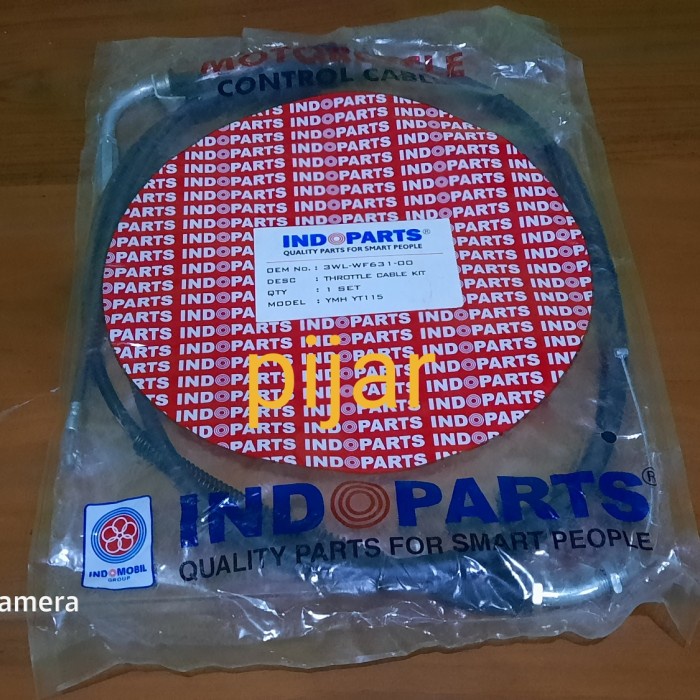 MOTORCYCLE
CONTROL CABLE
INDOPARTS®
QUALITY PARTS FOR SMART PEOPLE
OEM No. : 3WL-WF631-00
DESC : THROTTLE CABLE KIT
QTY : 1 SET
MODEL : YMH YT115
pijar
INDOPARTS®
QUALITY PARTS FOR SMART PEOPLE
INDOMOBIL
GROUP
amera